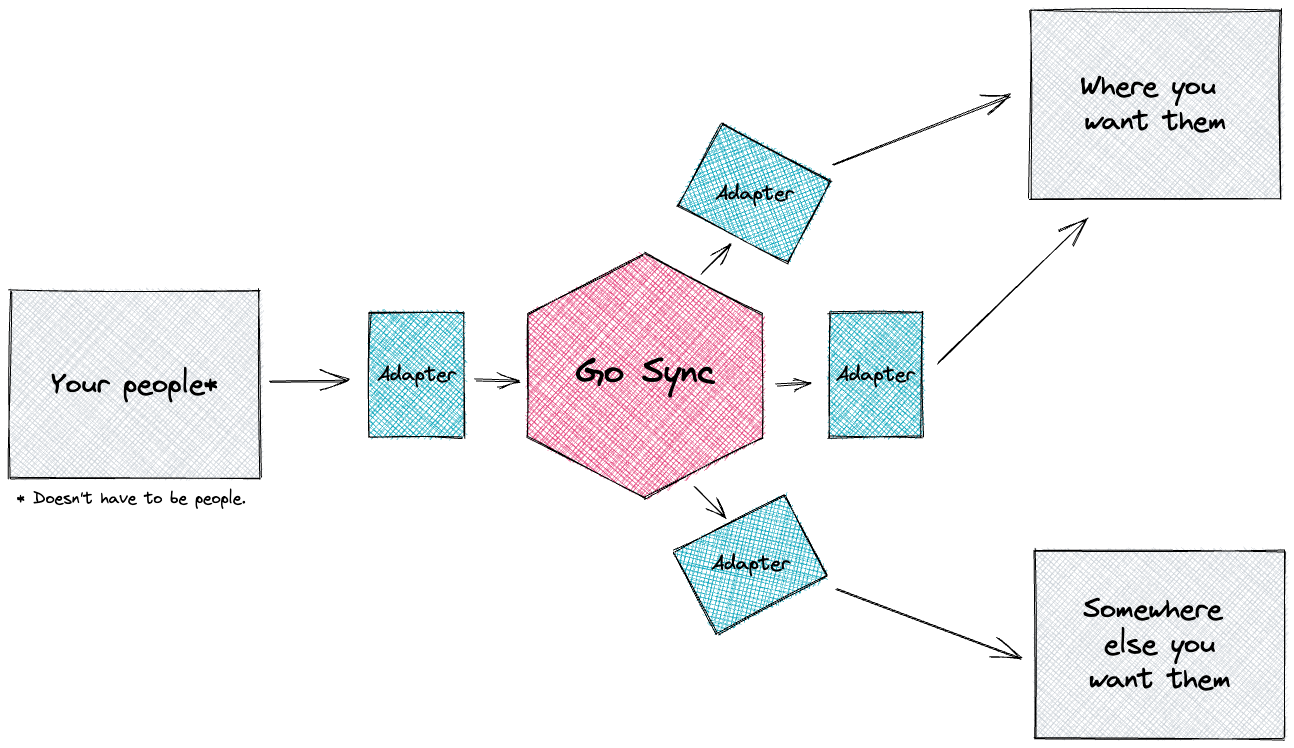 Where you
want them
Adapter
Your people*
Adapter
Go Sync
Adapter
* Doesn't have to be people.
Adapter
Somewhere
else you
want them